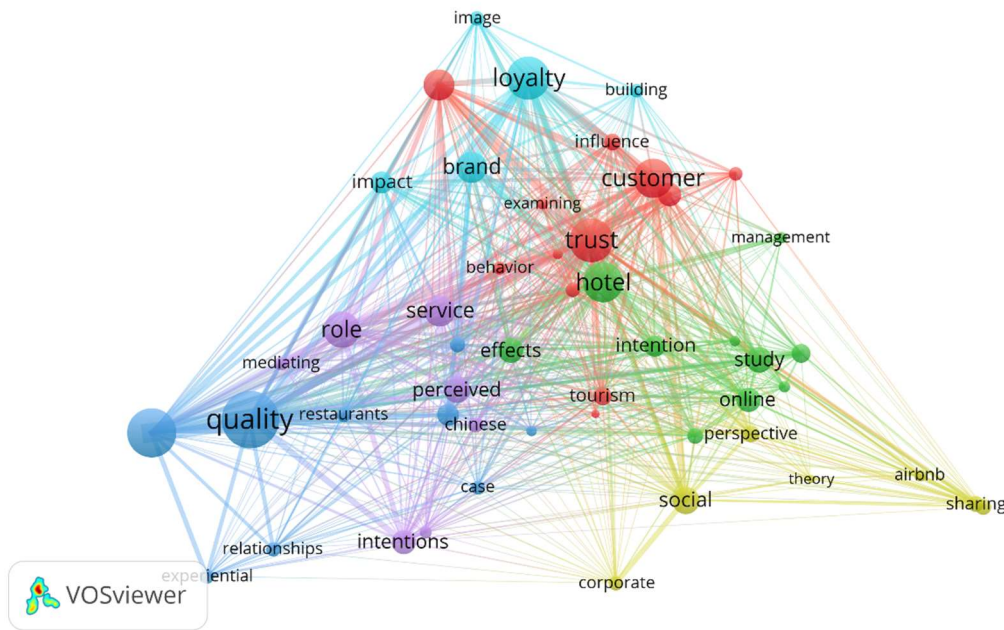 image
loyalty
building
influence
brand
customer
impact
examining
trust
management
behavior
hotel
service
role
effects
intention
study
mediating
perceived
tourism
online
quality
restaurants
chinese
perspective
case
theory
airbnb
social
sharing
intentions
relationships
experiential
corporate
VOSviewer